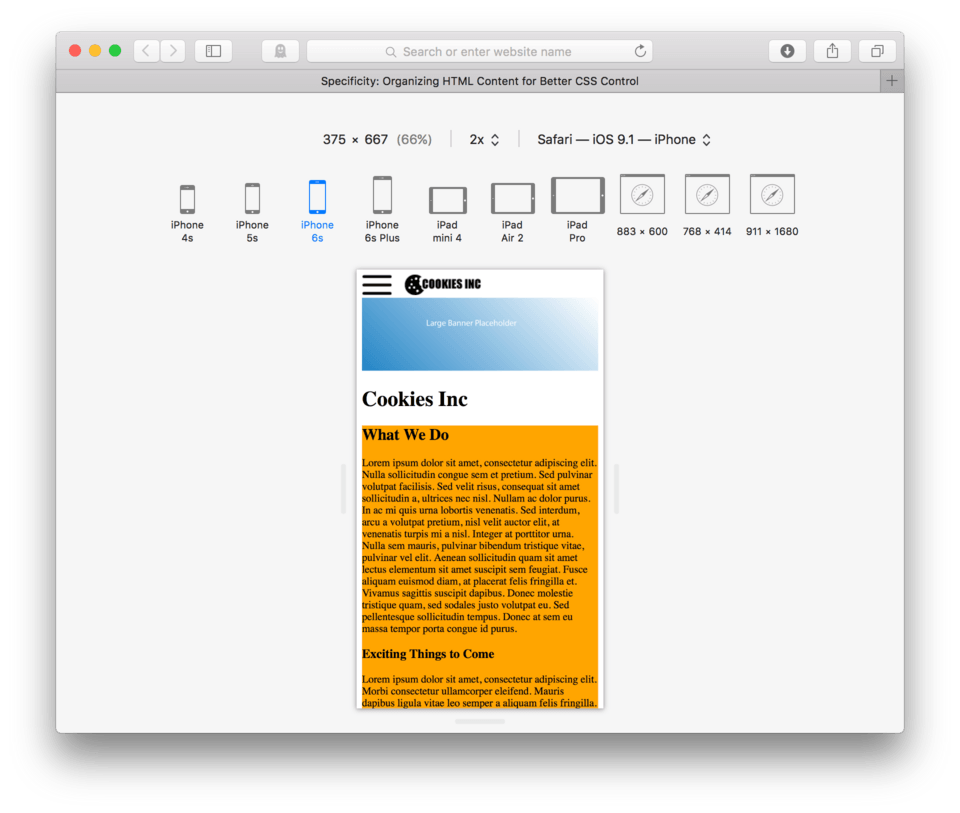 Search or enter website name
Specificity: Organizing HTML Content for Better CSS Control
375 × 667 (66%) 2x Safari — iOS 9.1 — iPhone
iPhone 4s
iPhone 5s
iPhone 6s
iPhone 6s Plus
iPad mini 4
iPad Air 2
iPad Pro
883 × 600
768 × 414
911 × 1680
COOKIES INC
Large Banner Placeholder
Cookies Inc
What We Do
Lorem ipsum dolor sit amet, consectetur adipiscing elit.
Nulla sollicitudin congue sem et pretium. Sed pulvinar
volutpat facilisis. Sed velit risus, consequat sit amet
sollicitudin a, ultrices nec nisl. Nullam ac dolor purus.
In ac mi quis urna lobortis venenatis. Sed interdum,
arcu a volutpat pretium, nisl velit auctor elit, at
venenatis turpis mi a nisl. Integer at porttitor urna.
Nulla sem mauris, pulvinar bibendum tristique vitae,
pulvinar vel elit. Aenean sollicitudin quam sit amet
lectus elementum sit amet suscipit sem feugiat. Fusce
aliquam euismod diam, at placerat felis fringilla et.
Vivamus sagittis suscipit dapibus. Donec molestie
tristique quam, sed sodales justo volutpat eu. Sed
pellentesque sollicitudin tempus. Donec at sem eu
massa tempor porta congue id purus.
Exciting Things to Come
Lorem ipsum dolor sit amet, consectetur adipiscing elit.
Morbi consectetur ullamcorper eleifend. Mauris
dapibus ligula vitae leo semper a aliquam felis fringilla.